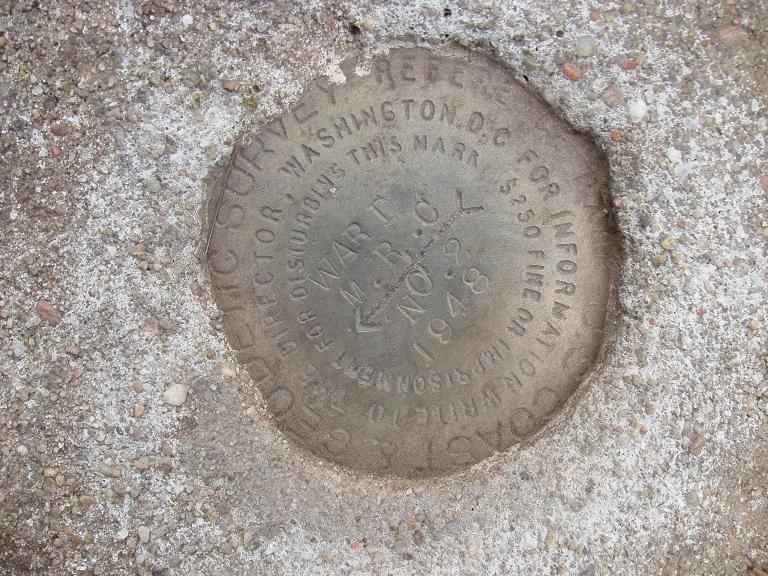 COAST & GEODETIC SURVEY REFERE
FOR INFORMATION WRITE TO THE DIRECTOR, WASHINGTON, D.C.
$250 FINE OR IMPRISONMENT FOR DISTURBING THIS MARK
WARD
M. B. C
NO 2
1948